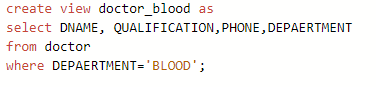 create view doctor_blood as
select DNAME, QUALIFICATION,PHONE,DEPAERTMENT
from doctor
where DEPAERTMENT='BLOOD';